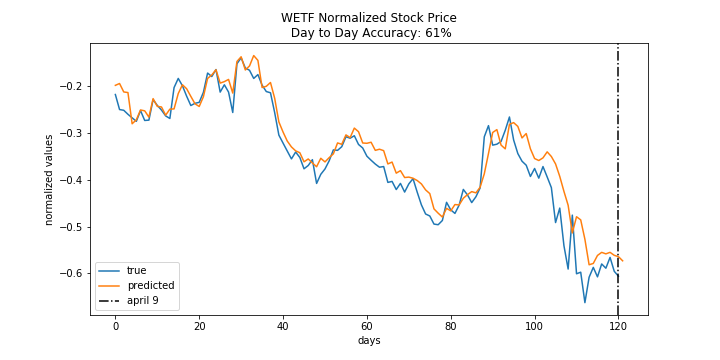 WETF Normalized Stock Price
Day to Day Accuracy: 61%
normalized values
−0.2
−0.3
−0.4
−0.5
−0.6
true
predicted
april 9
0
20
40
60
80
100
120
days